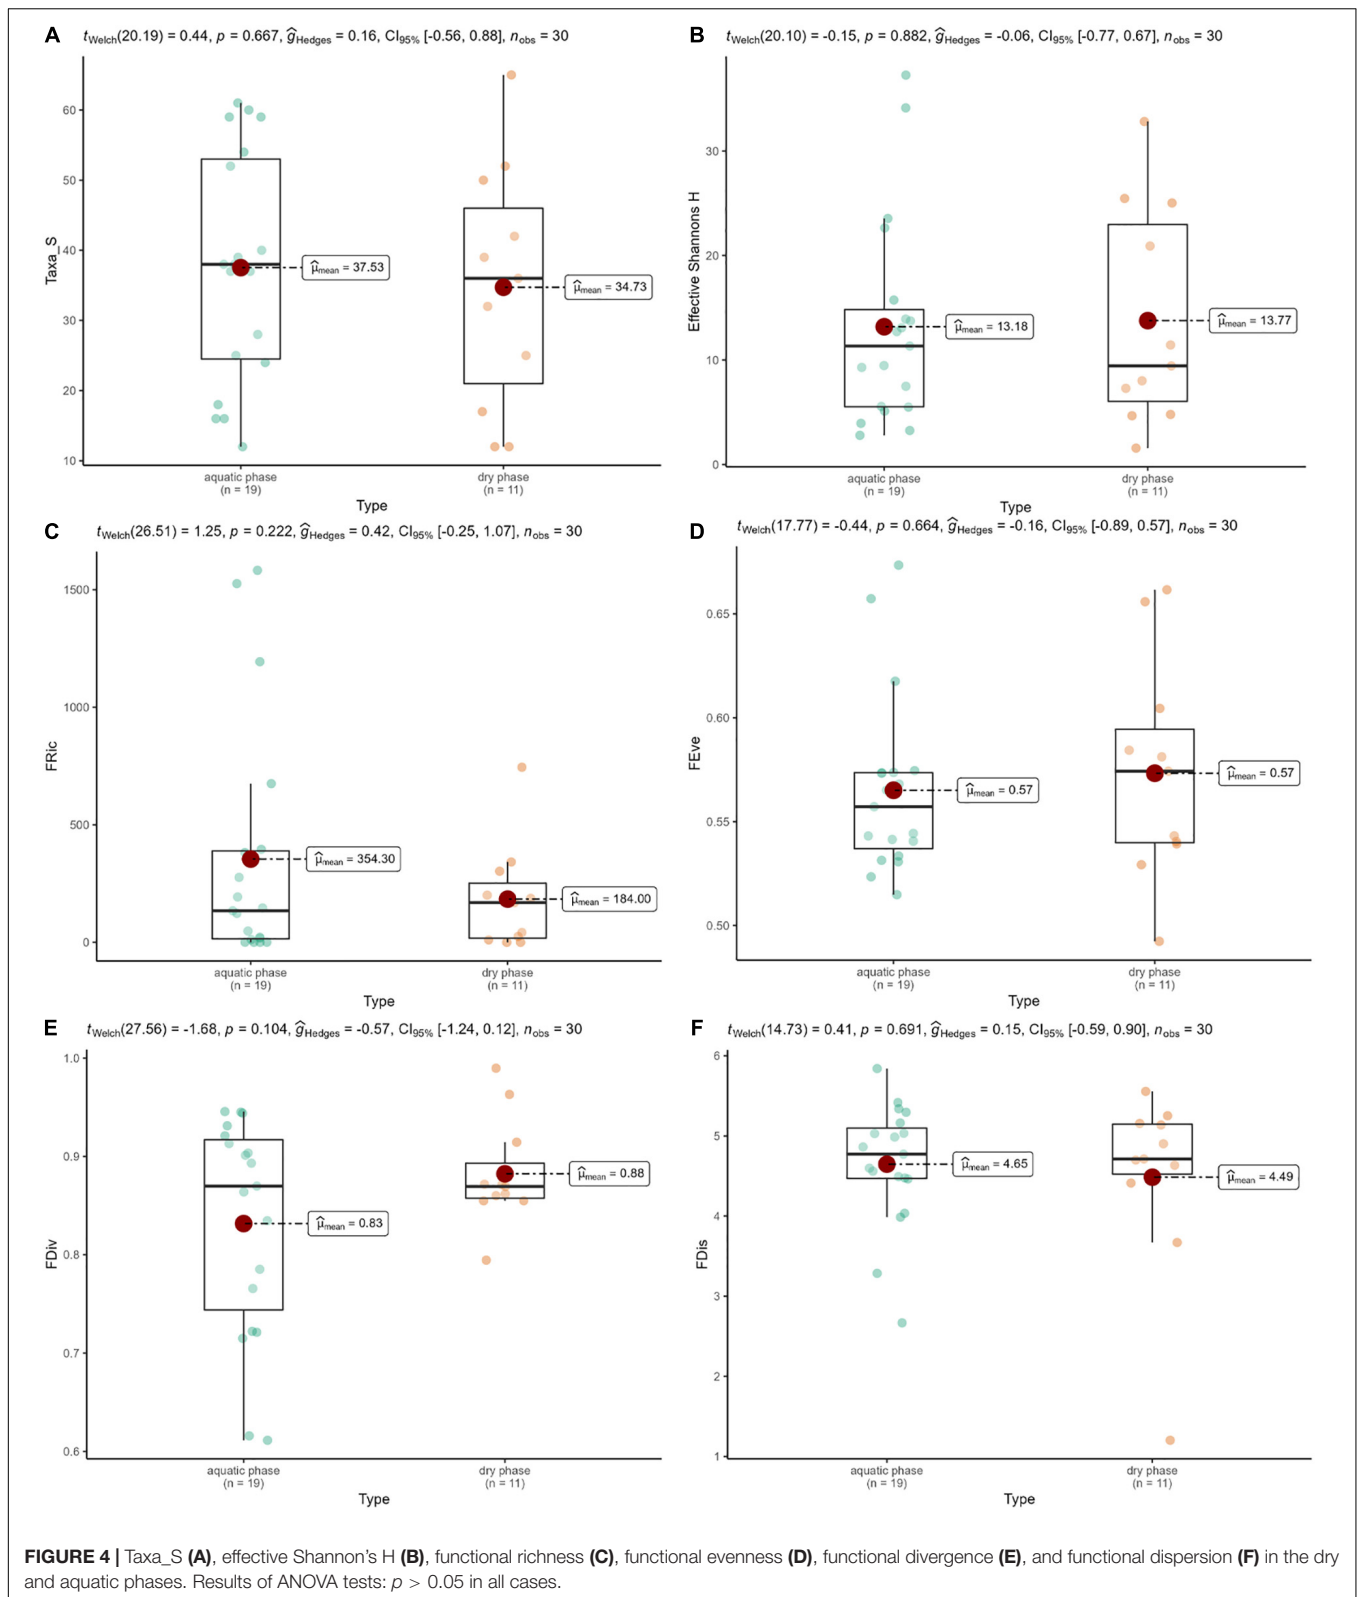 A t_Welch(20.19) = 0.44, p = 0.667, ĝ_Hedges = 0.16, CI_95% [-0.56, 0.88], n_obs = 30
60
50
40
30
20
10
Taxa_S
μ̂_mean = 37.53
μ̂_mean = 34.73
aquatic phase
(n = 19)
dry phase
(n = 11)
Type
B t_Welch(20.10) = -0.15, p = 0.882, ĝ_Hedges = -0.06, CI_95% [-0.77, 0.67], n_obs = 30
30
20
10
0
Effective Shannons H
μ̂_mean = 13.18
μ̂_mean = 13.77
aquatic phase
(n = 19)
dry phase
(n = 11)
Type
C t_Welch(26.51) = 1.25, p = 0.222, ĝ_Hedges = 0.42, CI_95% [-0.25, 1.07], n_obs = 30
1500
1000
500
0
FRic
μ̂_mean = 354.30
μ̂_mean = 184.00
aquatic phase
(n = 19)
dry phase
(n = 11)
Type
D t_Welch(17.77) = -0.44, p = 0.664, ĝ_Hedges = -0.16, CI_95% [-0.89, 0.57], n_obs = 30
0.65
0.60
0.55
0.50
FEve
μ̂_mean = 0.57
μ̂_mean = 0.57
aquatic phase
(n = 19)
dry phase
(n = 11)
Type
E t_Welch(27.56) = -1.68, p = 0.104, ĝ_Hedges = -0.57, CI_95% [-1.24, 0.12], n_obs = 30
1.0
0.9
0.8
0.7
0.6
FDiv
μ̂_mean = 0.83
μ̂_mean = 0.88
aquatic phase
(n = 19)
dry phase
(n = 11)
Type
F t_Welch(14.73) = 0.41, p = 0.691, ĝ_Hedges = 0.15, CI_95% [-0.59, 0.90], n_obs = 30
6
5
4
3
2
1
FDis
μ̂_mean = 4.65
μ̂_mean = 4.49
aquatic phase
(n = 19)
dry phase
(n = 11)
Type
FIGURE 4 | Taxa_S (A), effective Shannon's H (B), functional richness (C), functional evenness (D), functional divergence (E), and functional dispersion (F) in the dry
and aquatic phases. Results of ANOVA tests: p > 0.05 in all cases.